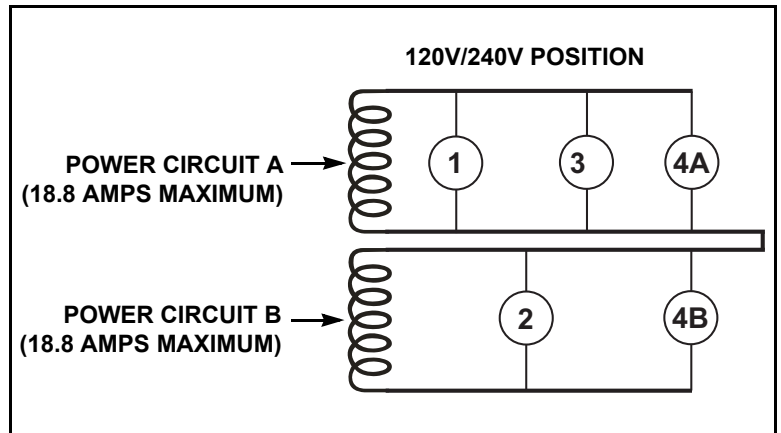 120V/240V POSITION
POWER CIRCUIT A
(18.8 AMPS MAXIMUM)
1
3
4A
POWER CIRCUIT B
(18.8 AMPS MAXIMUM)
2
4B